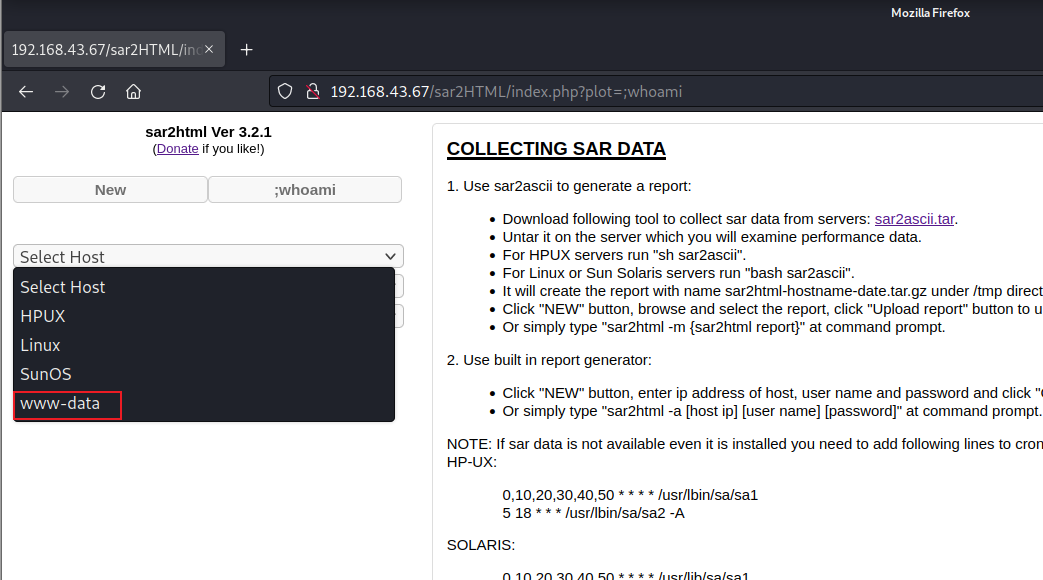 Mozilla Firefox
192.168.43.67/sar2HTML/ind
192.168.43.67/sar2HTML/index.php?plot=;whoami
sar2html Ver 3.2.1
(Donate if you like!)
New
;whoami
Select Host
Select Host
HPUX
Linux
SunOS
www-data
COLLECTING SAR DATA
1. Use sar2ascii to generate a report:
• Download following tool to collect sar data from servers: sar2ascii.tar.
• Untar it on the server which you will examine performance data.
• For HPUX servers run "sh sar2ascii".
• For Linux or Sun Solaris servers run "bash sar2ascii".
• It will create the report with name sar2html-hostname-date.tar.gz under /tmp direct
• Click "NEW" button, browse and select the report, click "Upload report" button to u
• Or simply type "sar2html -m {sar2html report}" at command prompt.
2. Use built in report generator:
• Click "NEW" button, enter ip address of host, user name and password and click "
• Or simply type "sar2html -a [host ip] [user name] [password]" at command prompt.
NOTE: If sar data is not available even it is installed you need to add following lines to cron
HP-UX:
0,10,20,30,40,50 * * * * /usr/lbin/sa/sa1
5 18 * * * /usr/lbin/sa/sa2 -A
SOLARIS:
0,10,20,30,40,50 * * * * /usr/lib/sa/sa1